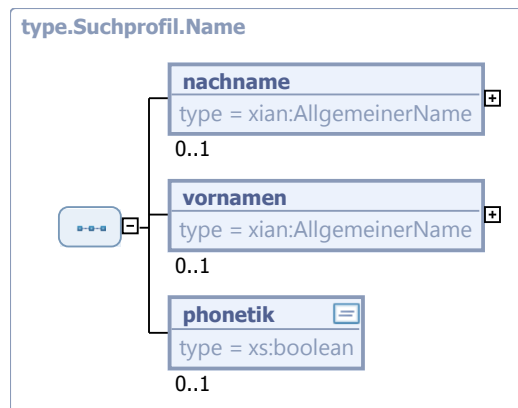 type.Suchprofil.Name
nachname
type = xian:AllgemeinerName
0..1
vornamen
type = xian:AllgemeinerName
0..1
phonetik
type = xs:boolean
0..1